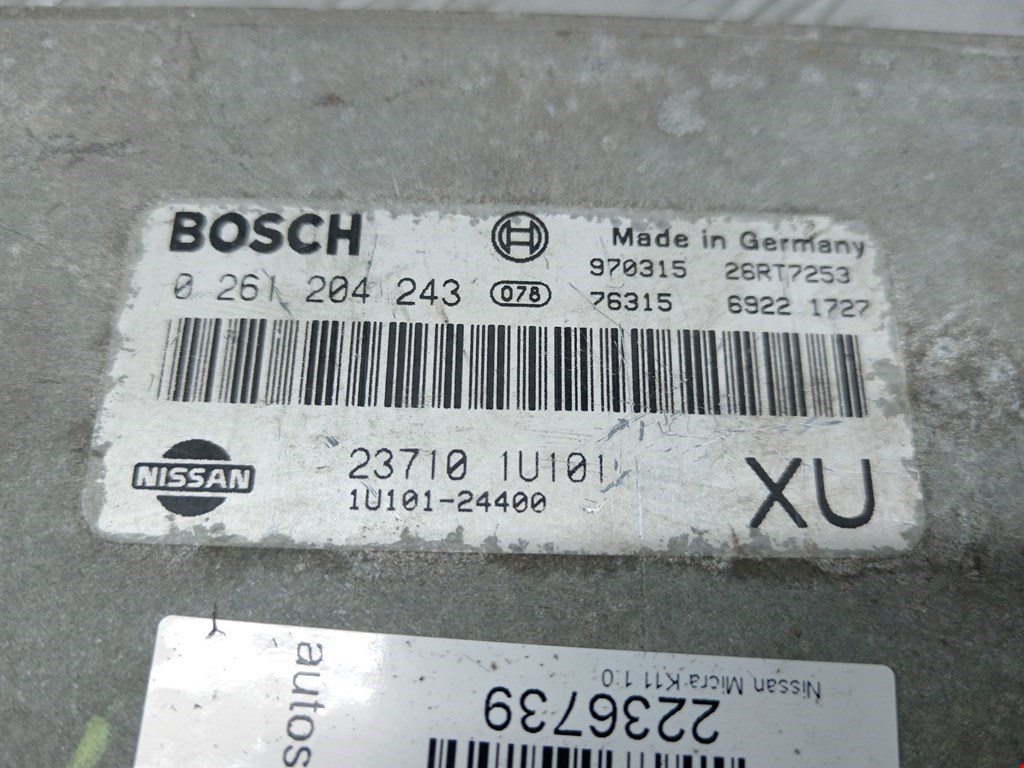 BOSCH
Made in Germany
0 261 204 243 078
970315 26RT7253
76315 6922 1727
NISSAN
23710 1U101
1U101-24400
XU
autos
Nissan Micra K11 1.0
2236739